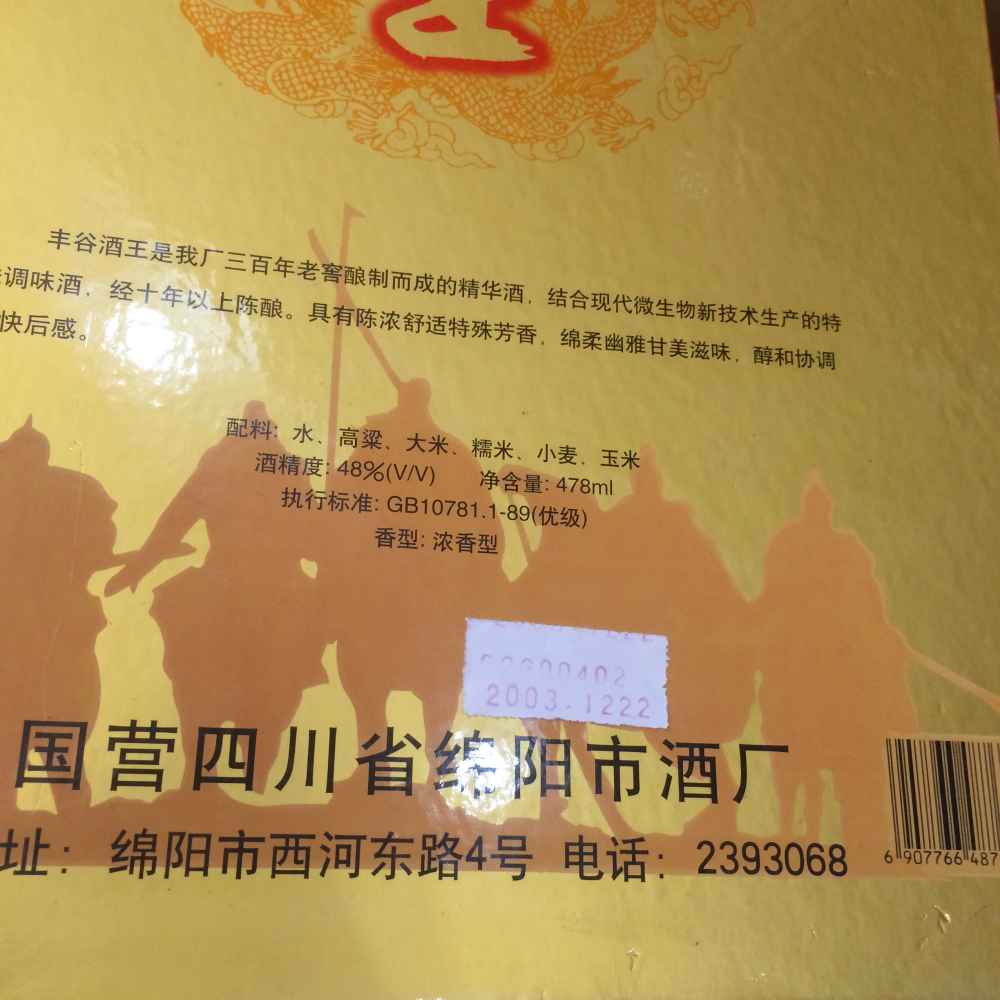 丰谷酒王是我厂三百年老窖酿制而成的精华酒，结合现代微生物新技术生产的特
调味酒，经十年以上陈酿。具有陈浓舒适特殊芳香，绵柔幽雅甘美滋味，醇和协调
快后感。
配料: 水、高粱、大米、糯米、小麦、玉米
酒精度: 48%(V/V) 净含量: 478ml
执行标准: GB10781.1-89(优级)
香型: 浓香型
2003.1222
国营四川省绵阳市酒厂
址: 绵阳市西河东路4号 电话: 2393068
6 907766 487